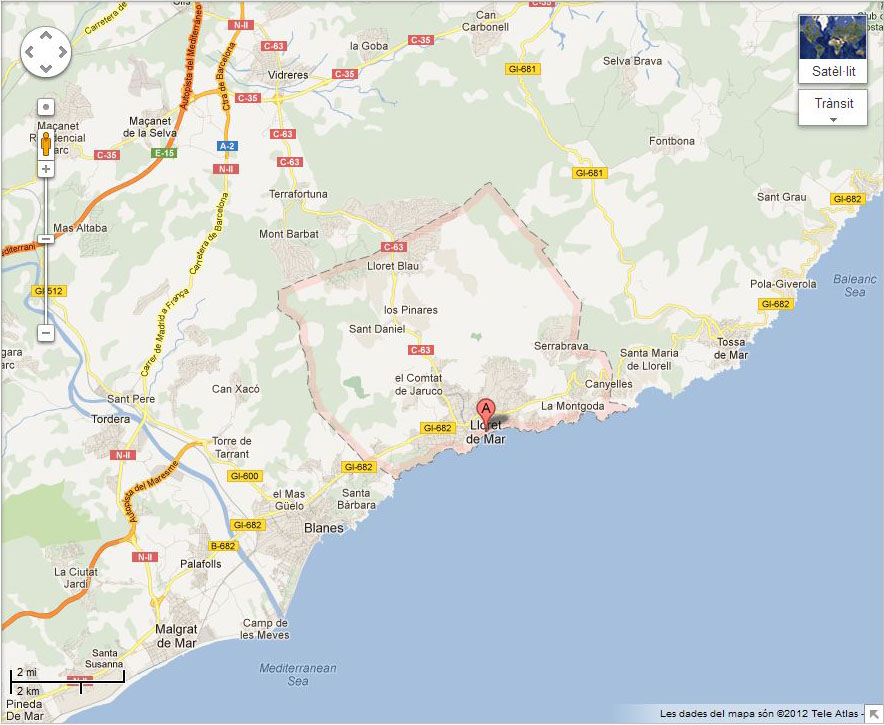 Carretera de
N-II
Can
Carbonell
C-35
C-63
la Goba
C-35
Autopista del Mediterráneo
Ctra de Barcelona
Vidreres
C-35
GI-681
Selva Brava
Satèl·lit
Trànsit
C-35
Maçanet
Residencial
Parc
Maçanet
de la Selva
C-35
E-15
A-2
C-63
C-63
N-II
Fontbona
GI-681
Terrafortuna
Sant Grau
GI-682
Mas Altaba
Mont Barbat
Carretera de Barcelona
C-63
Lloret Blau
Pola-Giverola
Balearic
Sea
GI-512
GI-682
los Pinares
Sant Daniel
Carrer de Madrid a França
C-63
Serrabrava
Santa Maria
de Llorell
Tossa
de Mar
el Comtat
de Jaruco
Canyelles
Can Xacó
Sant Pere
Tordera
A
La Montgoda
GI-682
Lloret
de Mar
Torre de
Tarrant
N-II
GI-682
GI-600
Autopista del Maresme
el Mas
Güelo
Santa
Bàrbara
GI-682
Blanes
B-682
N-II
Palafolls
La Ciutat
Jardí
Malgrat
de Mar
Camp de
les Meves
Santa
Susanna
Mediterranean
Sea
2 mi
2 km
N-II
Pineda
De Mar
Les dades del mapa són ©2012 Tele Atlas -